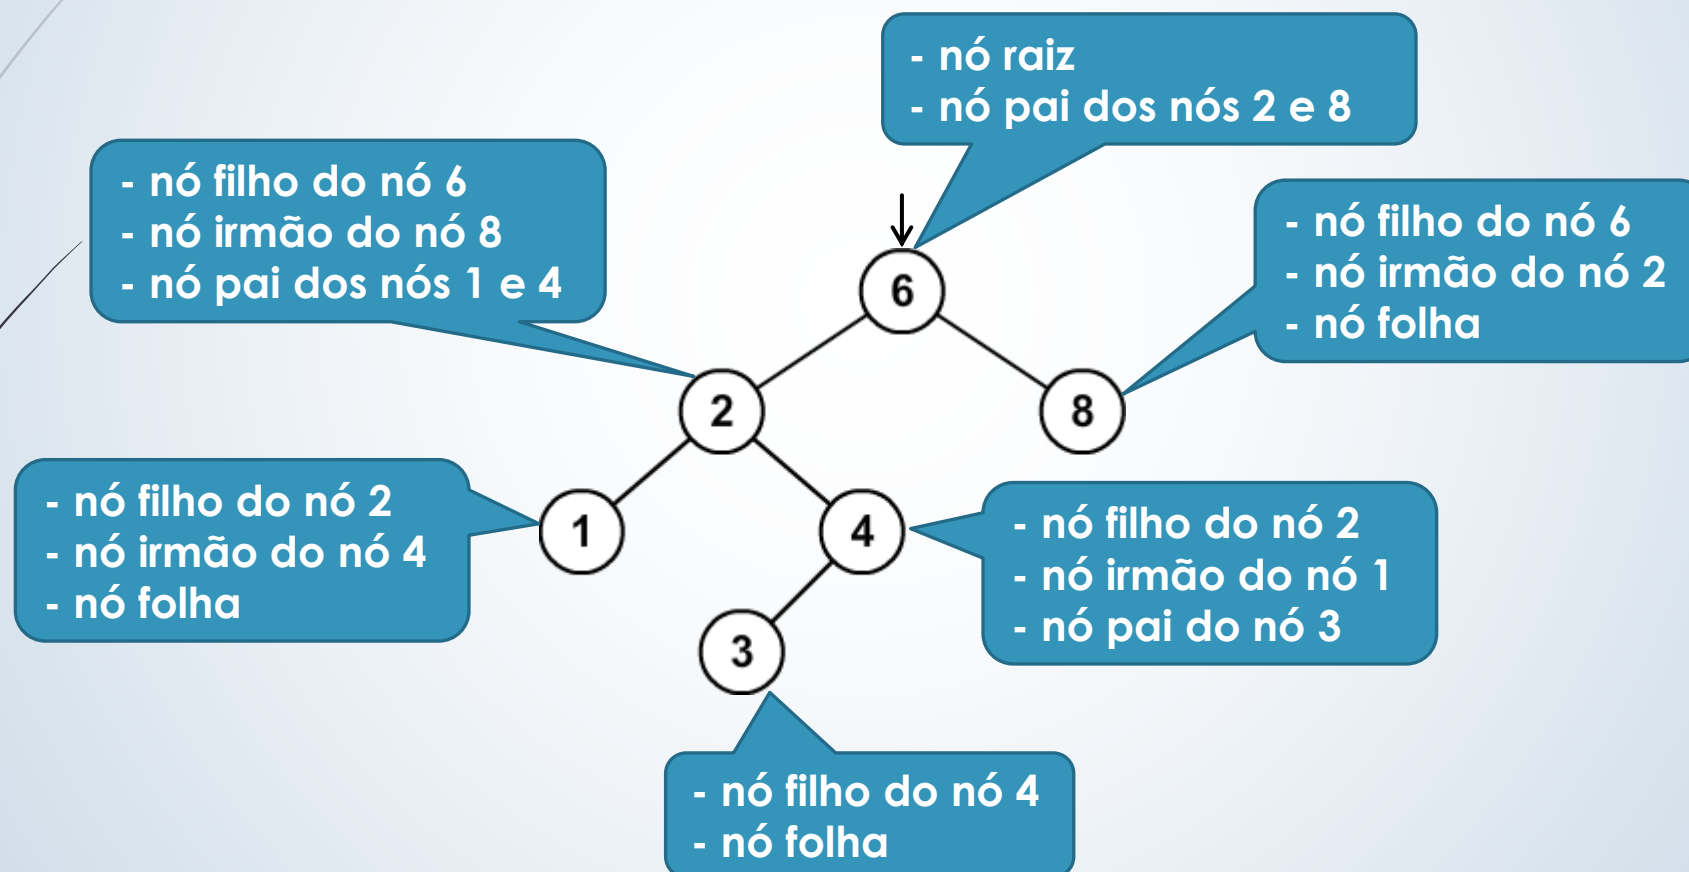 - nó raiz
- nó pai dos nós 2 e 8
- nó filho do nó 6
- nó irmão do nó 8
- nó pai dos nós 1 e 4
- nó filho do nó 6
- nó irmão do nó 2
- nó folha
6
2
8
- nó filho do nó 2
- nó irmão do nó 4
- nó folha
1
4
- nó filho do nó 2
- nó irmão do nó 1
- nó pai do nó 3
3
- nó filho do nó 4
- nó folha